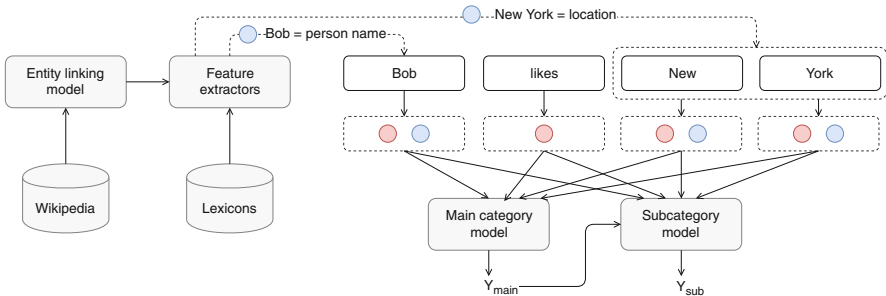 New York = location
Bob = person name
Entity linking
model
Feature
extractors
Bob
likes
New
York
Wikipedia
Lexicons
Main category
model
Subcategory
model
Ymain
Ysub